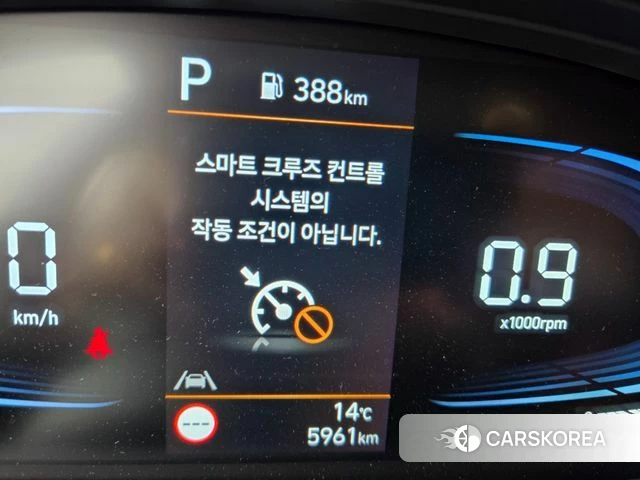 P
388km
스마트 크루즈 컨트롤
시스템의
작동 조건이 아닙니다.
0
km/h
0.9
x1000rpm
---
14℃
5961km
CARSKOREA